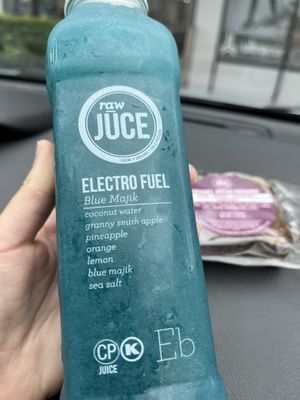 raw
JŪCE
ELECTRO FUEL
Blue Majik
coconut water
granny smith apple
pineapple
orange
lemon
blue majik
sea salt
CP K Eb
JUICE